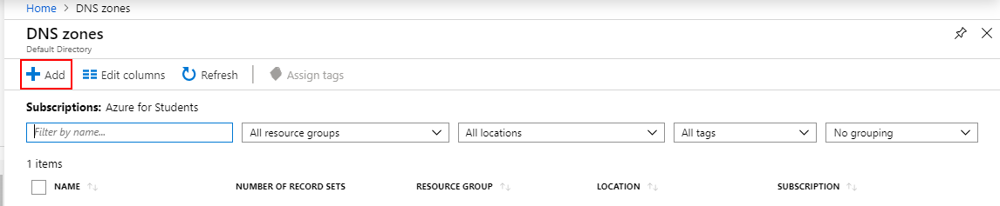 Home > DNS zones
DNS zones
Default Directory
Add Edit columns Refresh Assign tags
Subscriptions: Azure for Students
Filter by name... All resource groups All locations All tags No grouping
1 items
NAME NUMBER OF RECORD SETS RESOURCE GROUP LOCATION SUBSCRIPTION